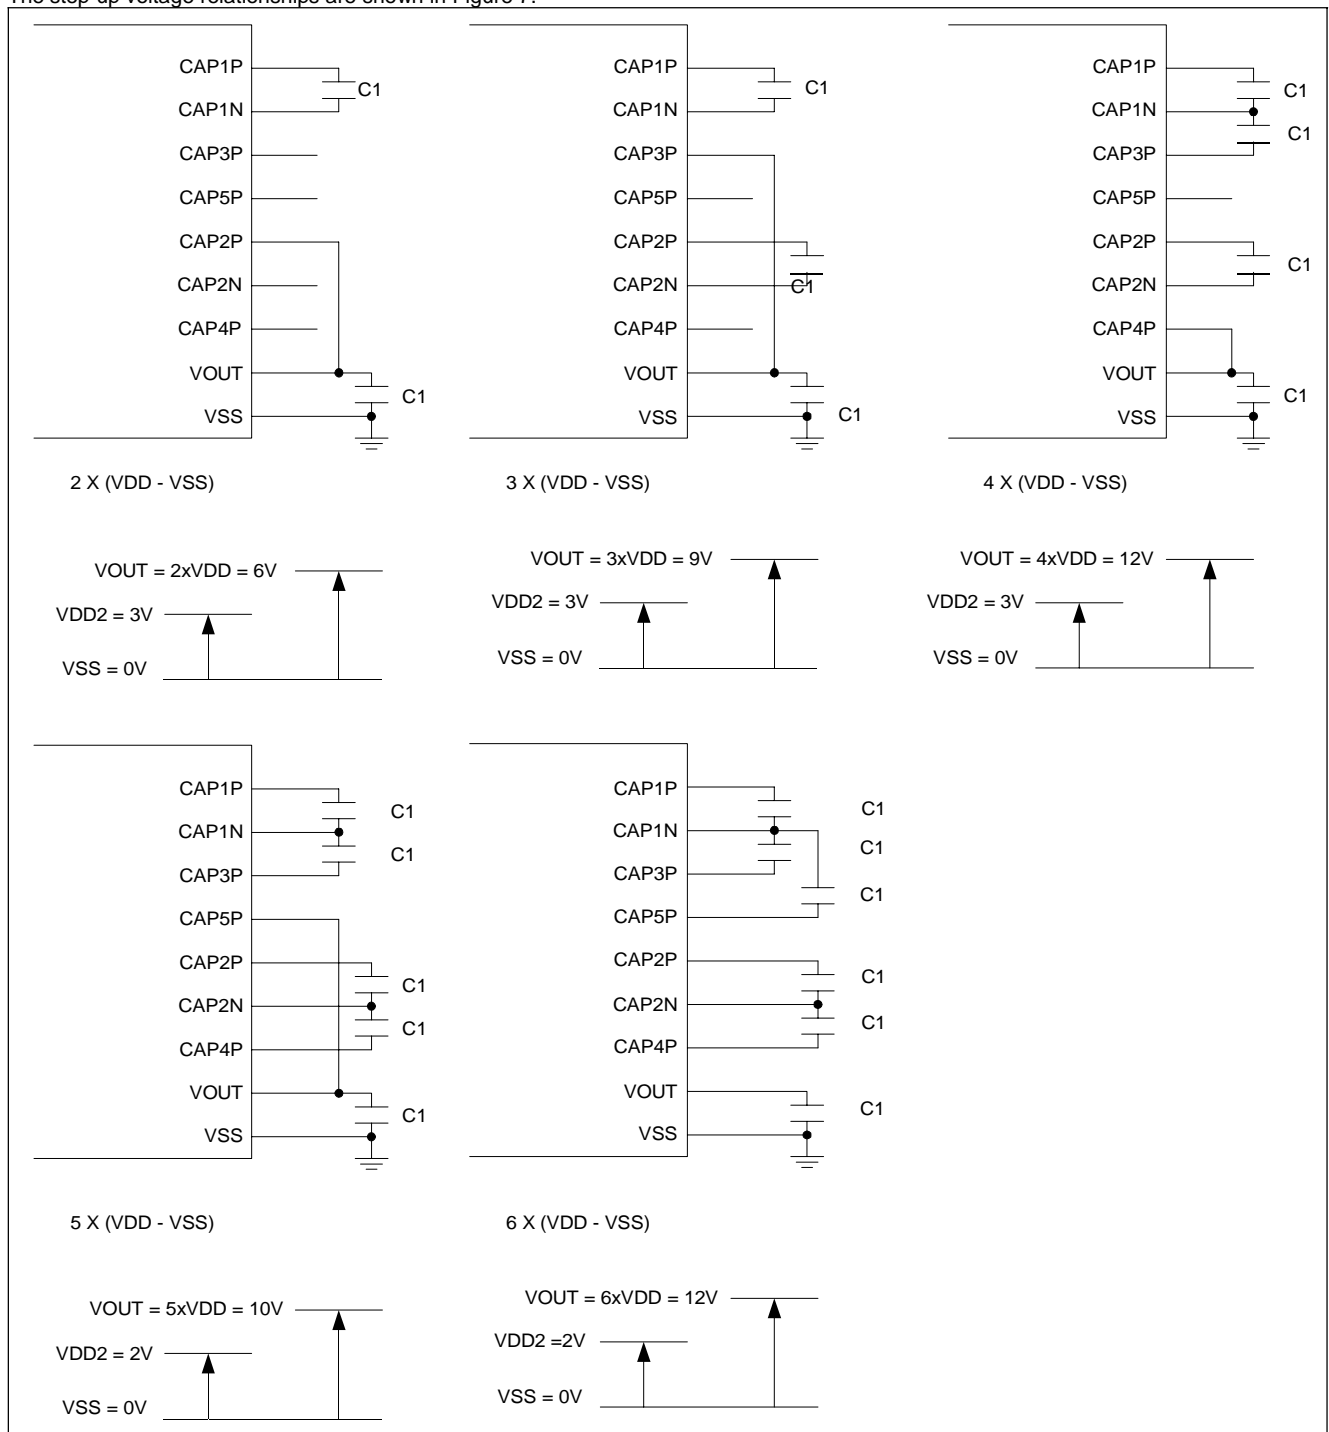 The step-up voltage relationships are shown in Figure 7.
CAP1P
CAP1N
CAP3P
CAP5P
CAP2P
CAP2N
CAP4P
VOUT
VSS
C1
C1
2 X (VDD - VSS)
VOUT = 2xVDD = 6V
VDD2 = 3V
VSS = 0V
CAP1P
CAP1N
CAP3P
CAP5P
CAP2P
CAP2N
CAP4P
VOUT
VSS
C1
C1
C1
3 X (VDD - VSS)
VOUT = 3xVDD = 9V
VDD2 = 3V
VSS = 0V
CAP1P
CAP1N
CAP3P
CAP5P
CAP2P
CAP2N
CAP4P
VOUT
VSS
C1
C1
C1
C1
4 X (VDD - VSS)
VOUT = 4xVDD = 12V
VDD2 = 3V
VSS = 0V
CAP1P
CAP1N
CAP3P
CAP5P
CAP2P
CAP2N
CAP4P
VOUT
VSS
C1
C1
C1
C1
C1
5 X (VDD - VSS)
VOUT = 5xVDD = 10V
VDD2 = 2V
VSS = 0V
CAP1P
CAP1N
CAP3P
CAP5P
CAP2P
CAP2N
CAP4P
VOUT
VSS
C1
C1
C1
C1
C1
C1
6 X (VDD - VSS)
VOUT = 6xVDD = 12V
VDD2 =2V
VSS = 0V